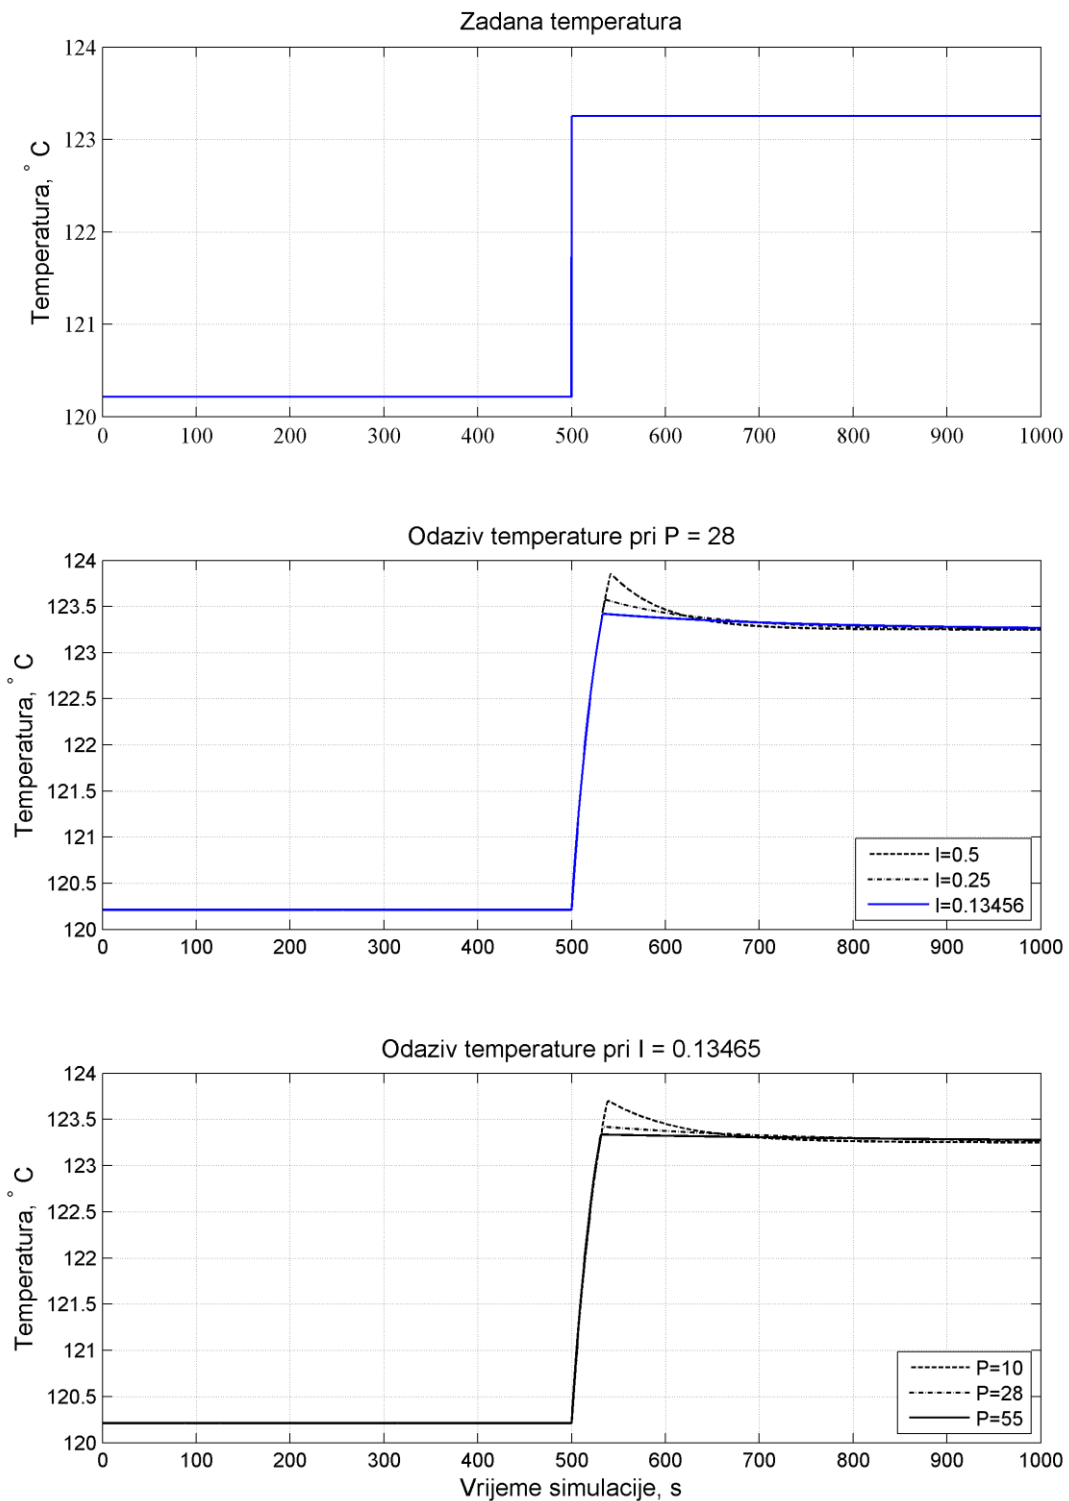 Zadana temperatura
124
123
122
121
120
Temperatura, ° C
0 100 200 300 400 500 600 700 800 900 1000
Odaziv temperature pri P = 28
124
123.5
123
122.5
122
121.5
121
120.5
120
Temperatura, ° C
I=0.5
I=0.25
I=0.13456
0 100 200 300 400 500 600 700 800 900 1000
Odaziv temperature pri I = 0.13465
124
123.5
123
122.5
122
121.5
121
120.5
120
Temperatura, ° C
P=10
P=28
P=55
0 100 200 300 400 500 600 700 800 900 1000
Vrijeme simulacije, s